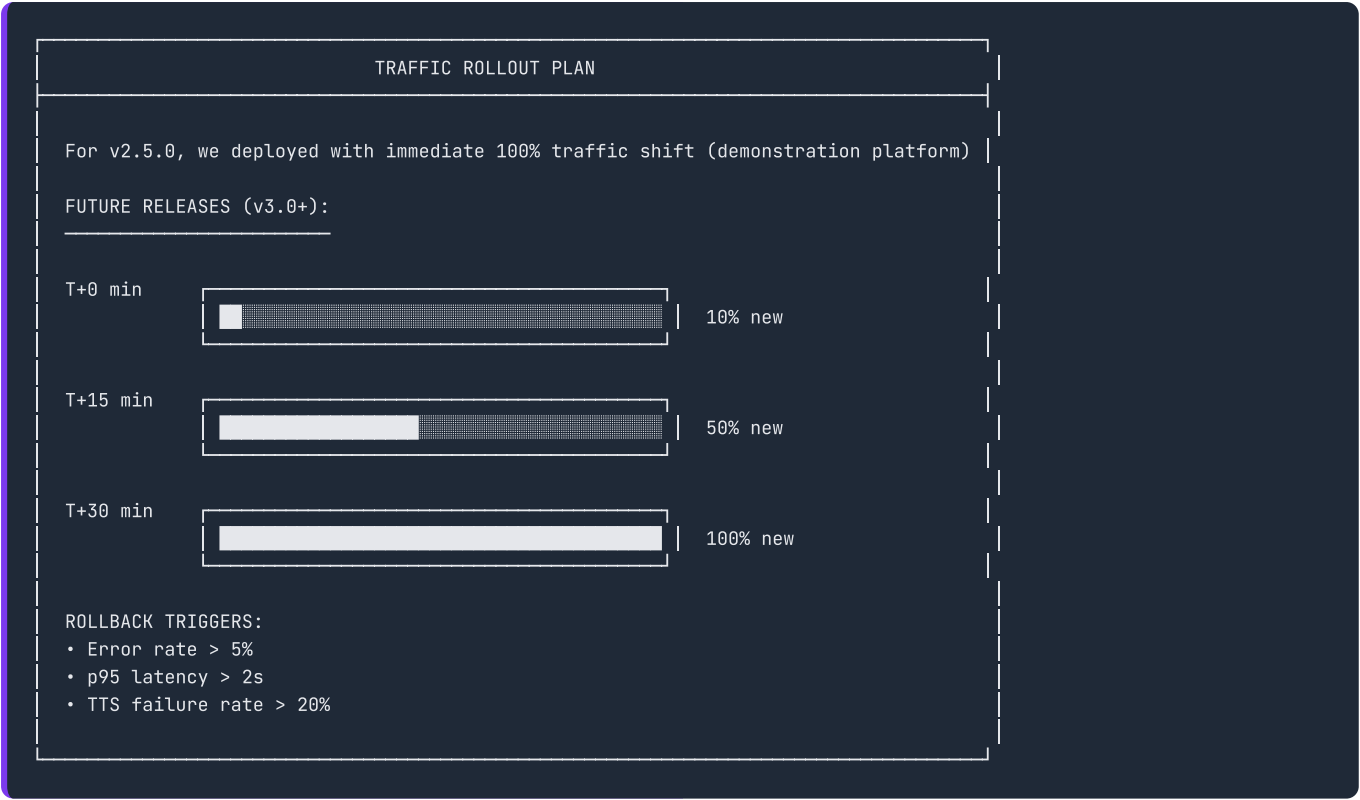 TRAFFIC ROLLOUT PLAN
For v2.5.0, we deployed with immediate 100% traffic shift (demonstration platform)
FUTURE RELEASES (v3.0+):
T+0 min
10% new
T+15 min
50% new
T+30 min
100% new
ROLLBACK TRIGGERS:
• Error rate > 5%
• p95 latency > 2s
• TTS failure rate > 20%